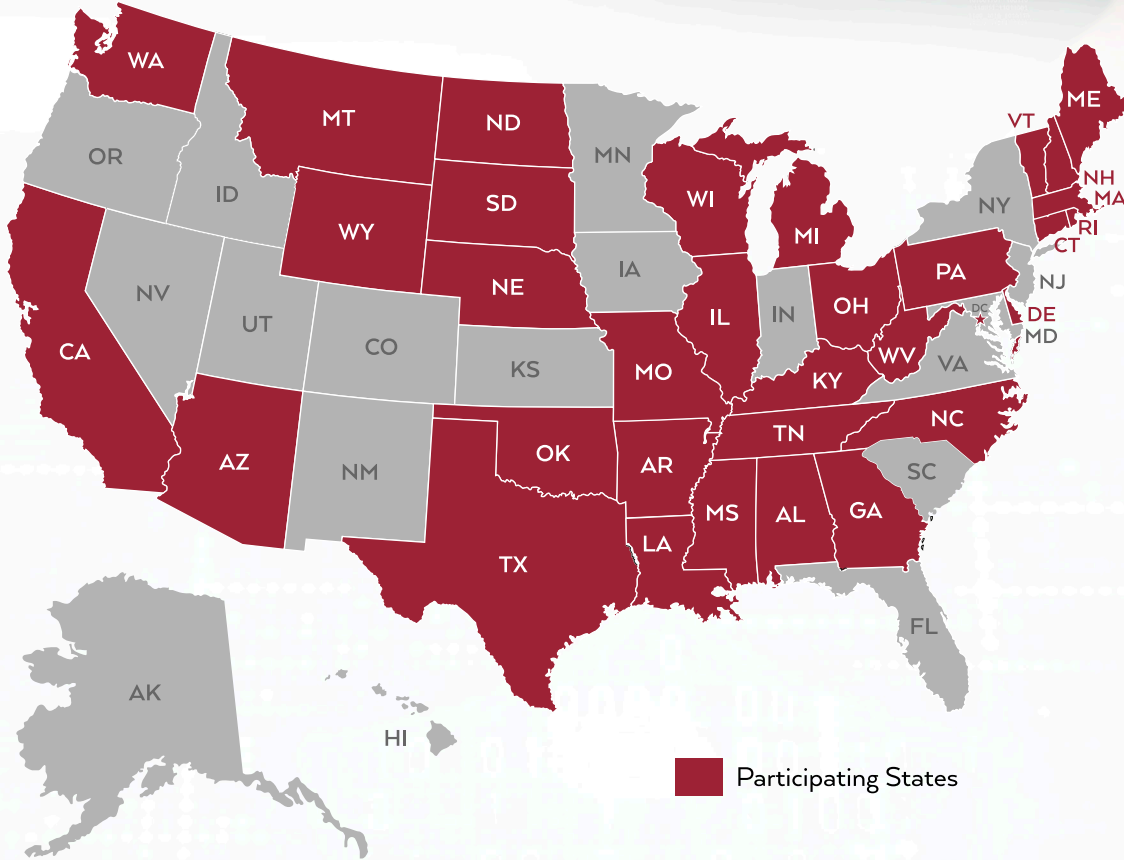 WA
MT
ND
MN
ME
VT
OR
ID
SD
WI
NH
MA
NY
WY
MI
RI
CT
IA
PA
NE
NJ
NV
OH
IL
IN
DC
DE
UT
CO
MD
CA
WV
VA
KS
MO
KY
NC
TN
AZ
OK
AR
NM
SC
MS
AL
GA
LA
TX
FL
AK
HI
Participating States